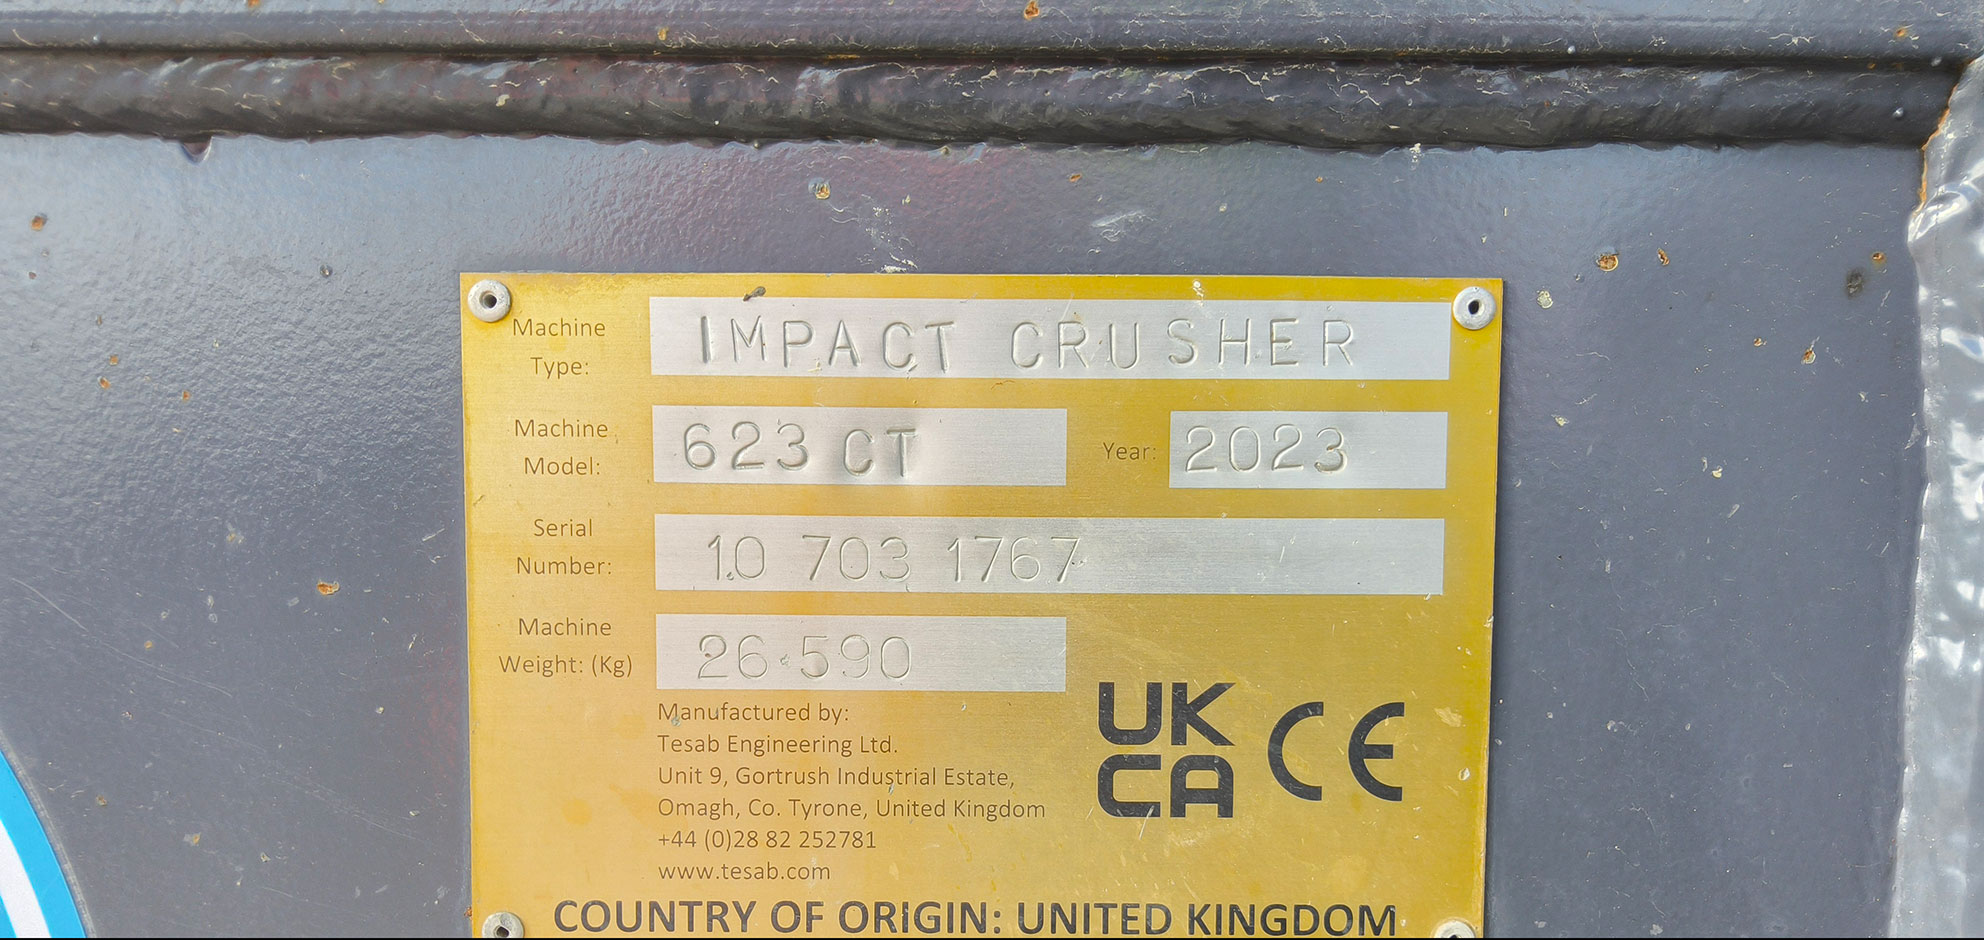 Machine Type: IMPACT CRUSHER
Machine Model: 623 CT Year: 2023
Serial Number: 10 703 1767
Machine Weight: (Kg) 26.590
Manufactured by:
Tesab Engineering Ltd.
Unit 9, Gortrush Industrial Estate,
Omagh, Co. Tyrone, United Kingdom
+44 (0)28 82 252781
www.tesab.com
UK
CA CE
COUNTRY OF ORIGIN: UNITED KINGDOM